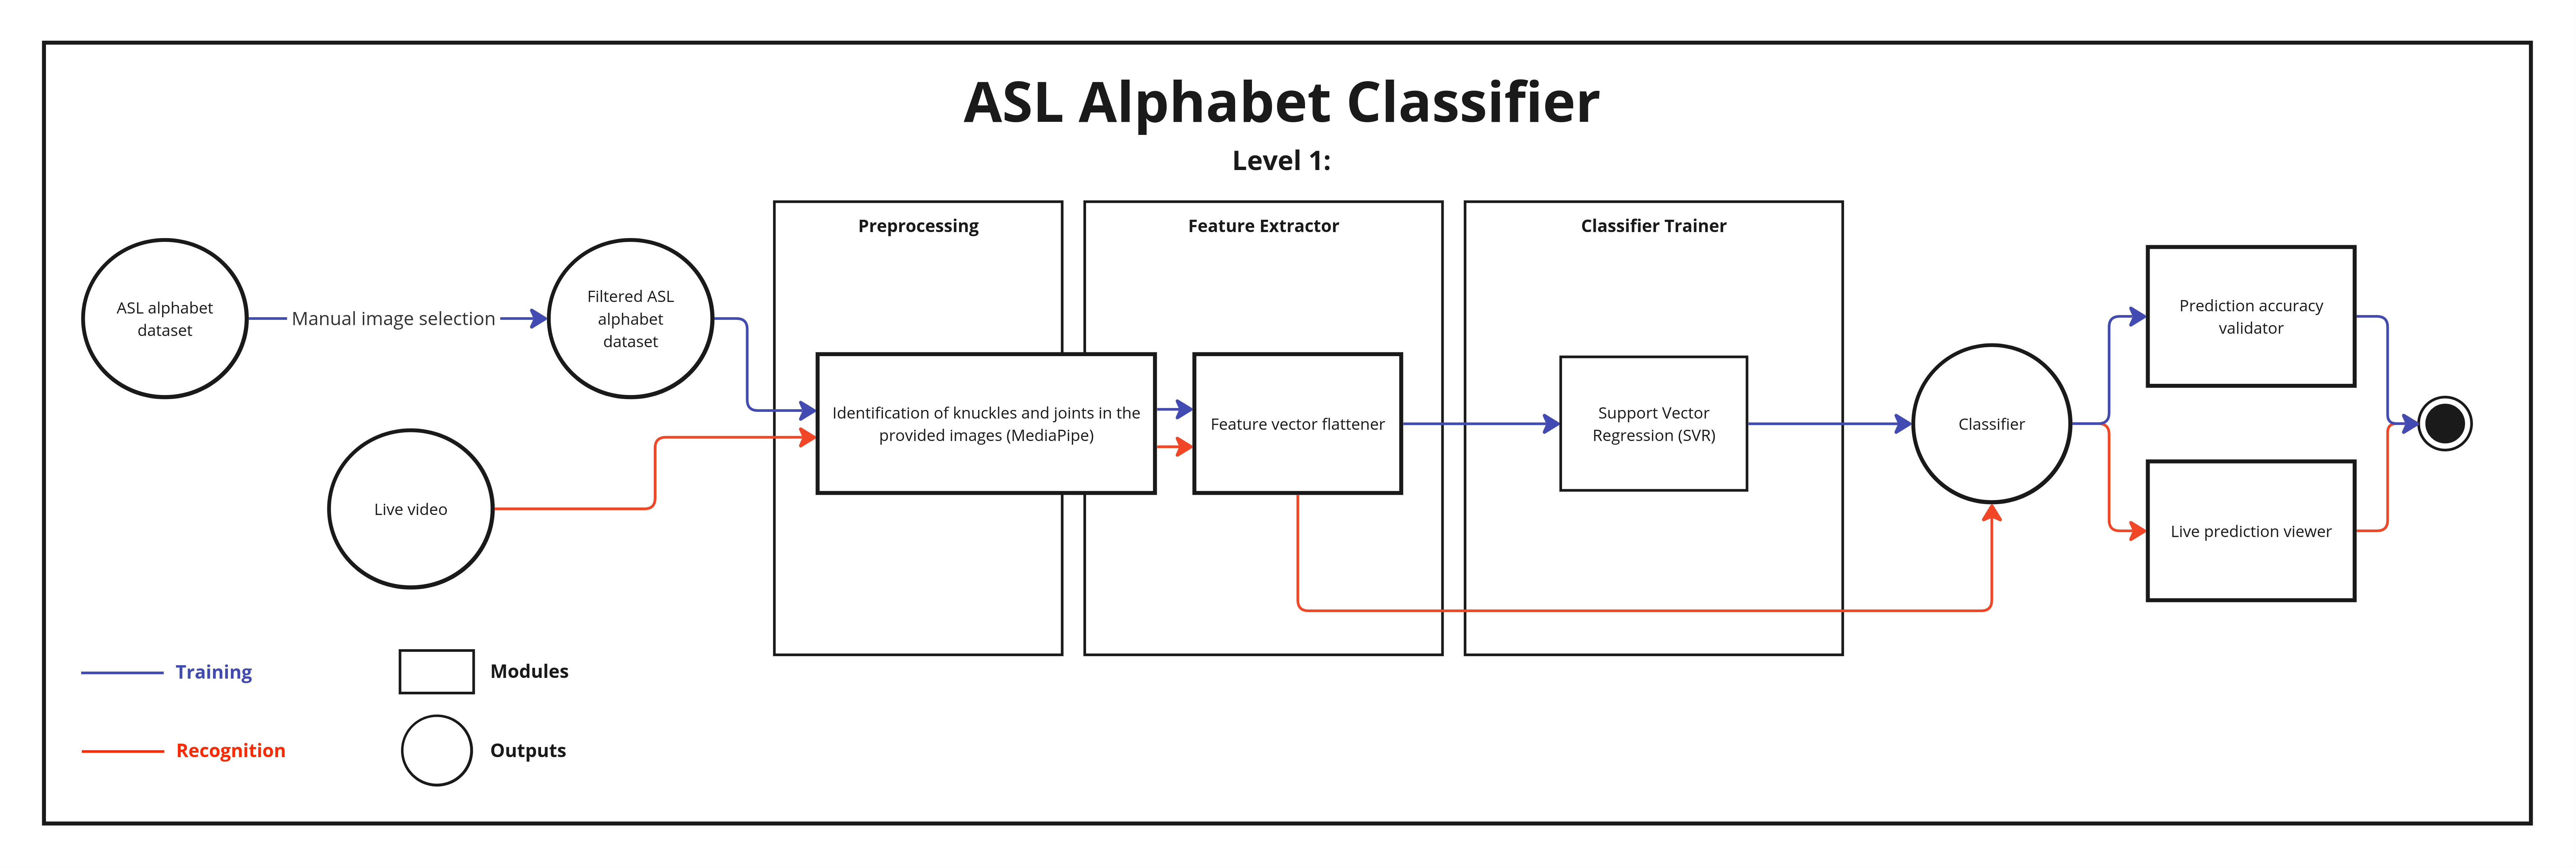 ASL Alphabet Classifier
Level 1:
Preprocessing
Feature Extractor
Classifier Trainer
ASL alphabet
dataset
Manual image selection
Filtered ASL
alphabet
dataset
Live video
Identification of knuckles and joints in the
provided images (MediaPipe)
Feature vector flattener
Support Vector
Regression (SVR)
Classifier
Prediction accuracy
validator
Live prediction viewer
Training
Modules
Recognition
Outputs